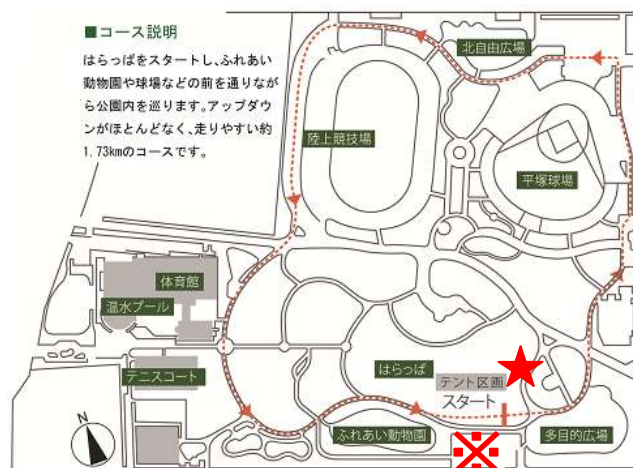 ■コース説明
はらっぱをスタートし、ふれあい
動物園や球場などの前を通りなが
ら公園内を巡ります。アップダウ
ンがほとんどなく、走りやすい約
1.73kmのコースです。
北自由広場
陸上競技場
平塚球場
体育館
温水プール
テニスコート
はらっぱ
テント区画
スタート
ふれあい動物園
多目的広場
N
※